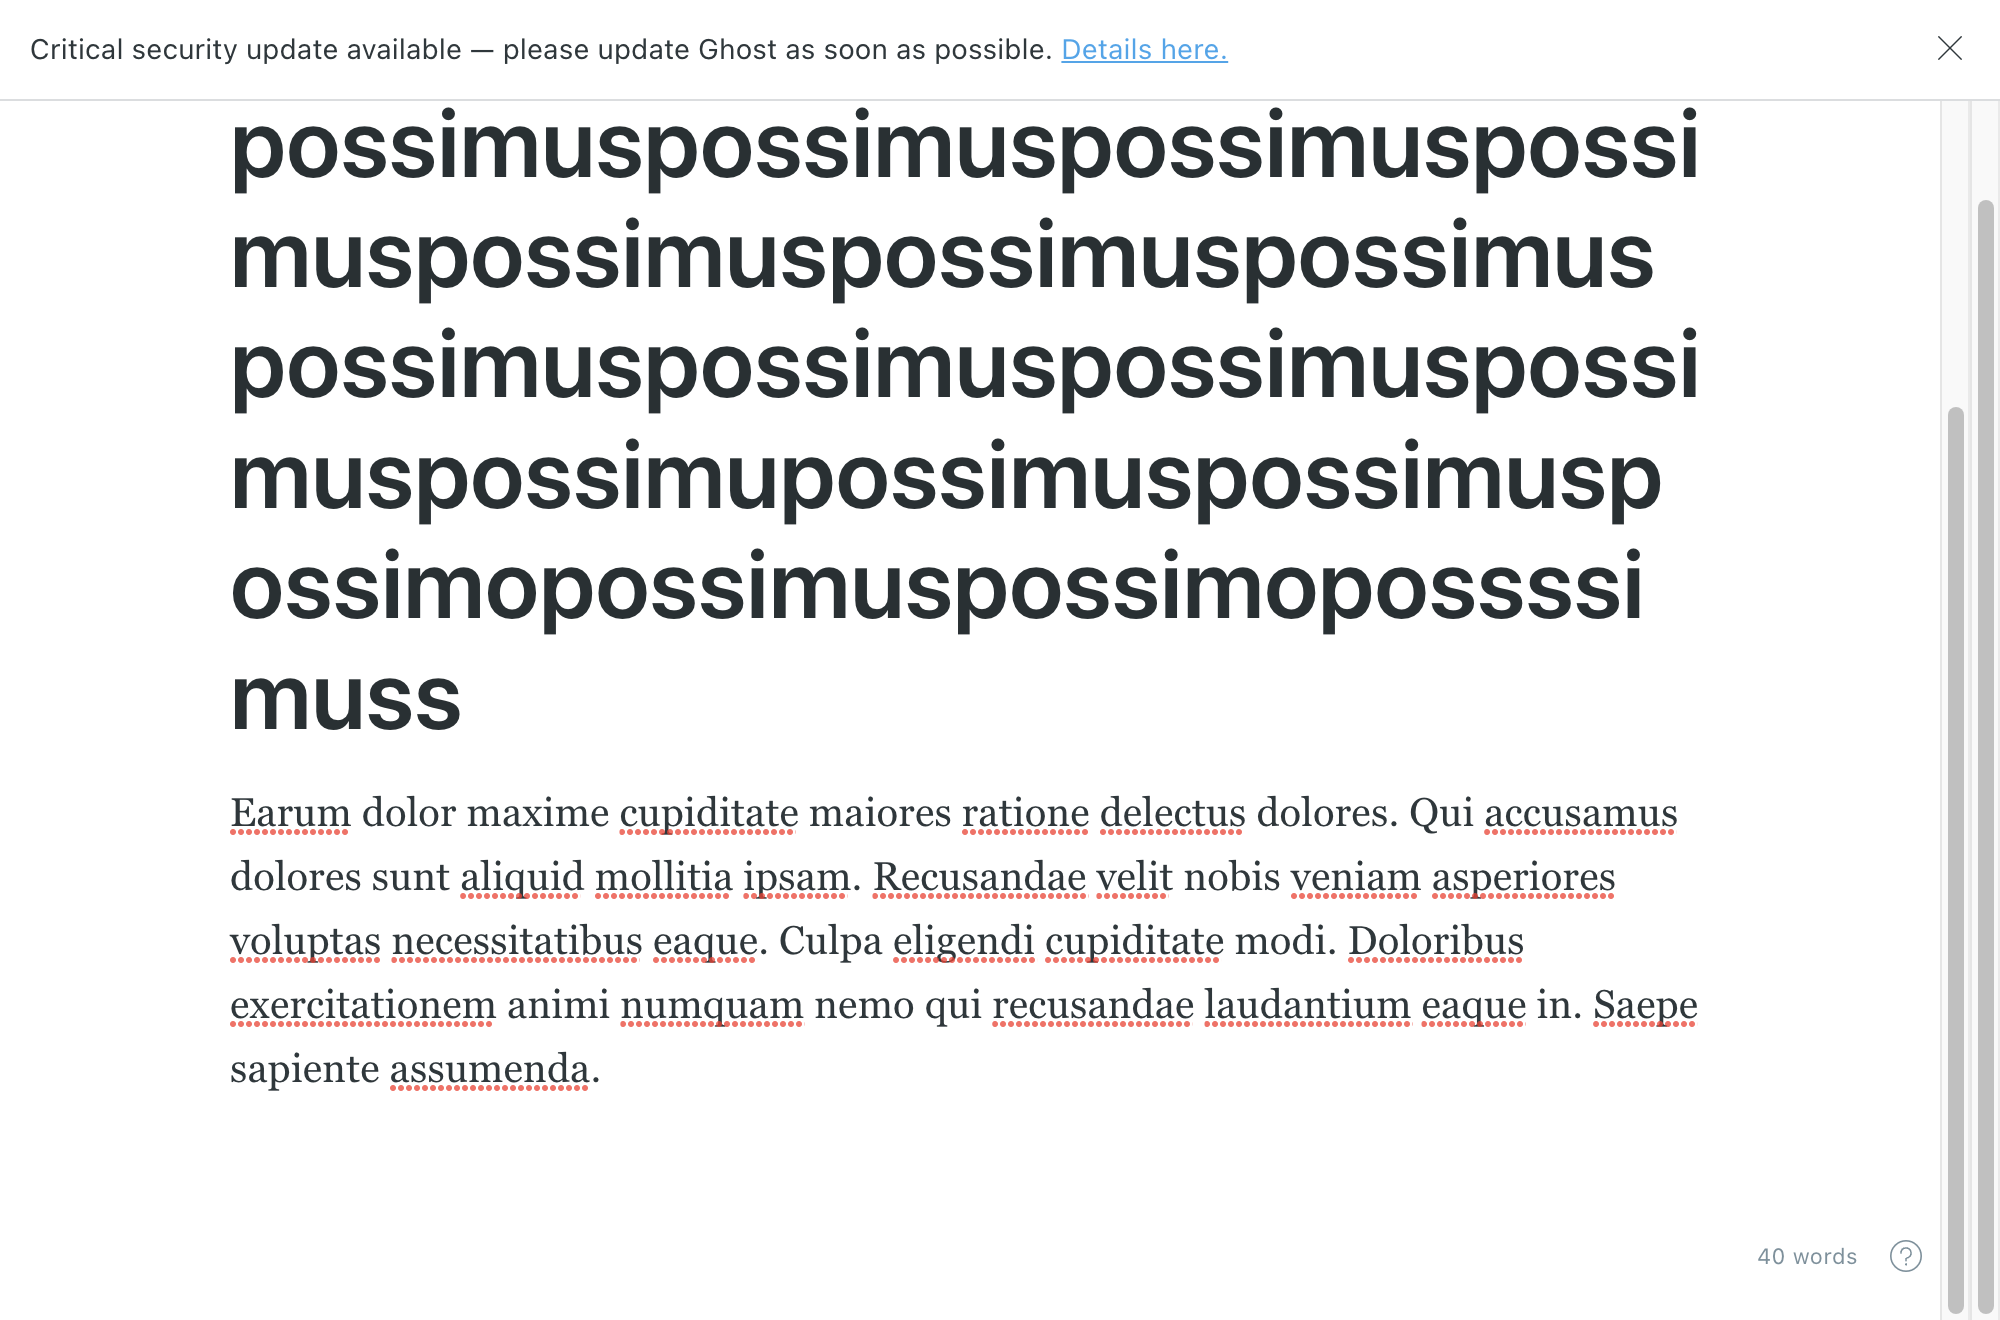 Critical security update available — please update Ghost as soon as possible. Details here.
possimuspossimuspossimuspossi
muspossimuspossimuspossimus
possimuspossimuspossimuspossi
muspossimupossimuspossimusp
ossimopossimuspossimopossssi
muss
Earum dolor maxime cupiditate maiores ratione delectus dolores. Qui accusamus
dolores sunt aliquid mollitia ipsam. Recusandae velit nobis veniam asperiores
voluptas necessitatibus eaque. Culpa eligendi cupiditate modi. Doloribus
exercitationem animi numquam nemo qui recusandae laudantium eaque in. Saepe
sapiente assumenda.
40 words